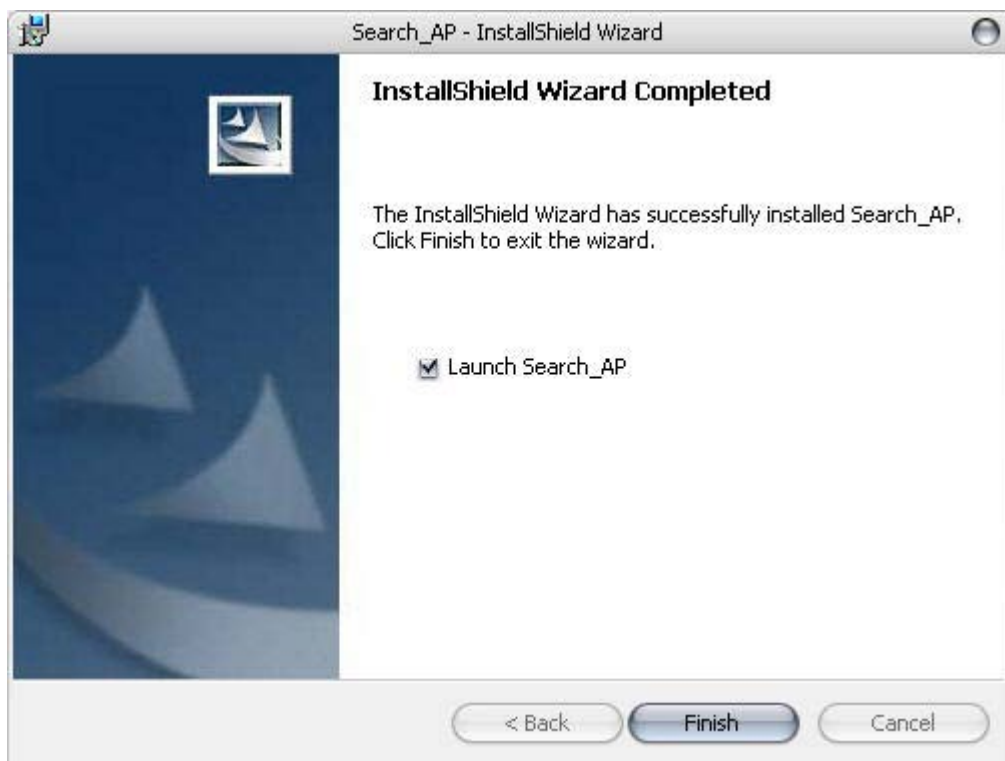 Search_AP - InstallShield Wizard
InstallShield Wizard Completed
The InstallShield Wizard has successfully installed Search_AP.
Click Finish to exit the wizard.
Launch Search_AP
< Back
Finish
Cancel